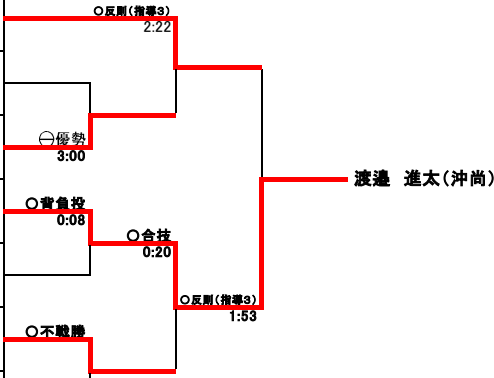 ○反則(指導3)
2:22
㊀優勢
3:00
渡邉　進太(沖尚)
○背負投
0:08
○合技
0:20
○反則(指導3)
1:53
○不戦勝